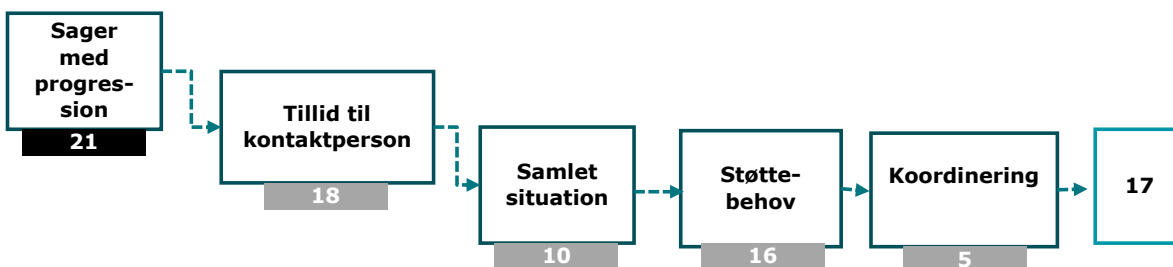 Sager
med
progres-
sion
21
Tillid til
kontaktperson
18
Samlet
situation
10
Støtte-
behov
16
Koordinering
5
17